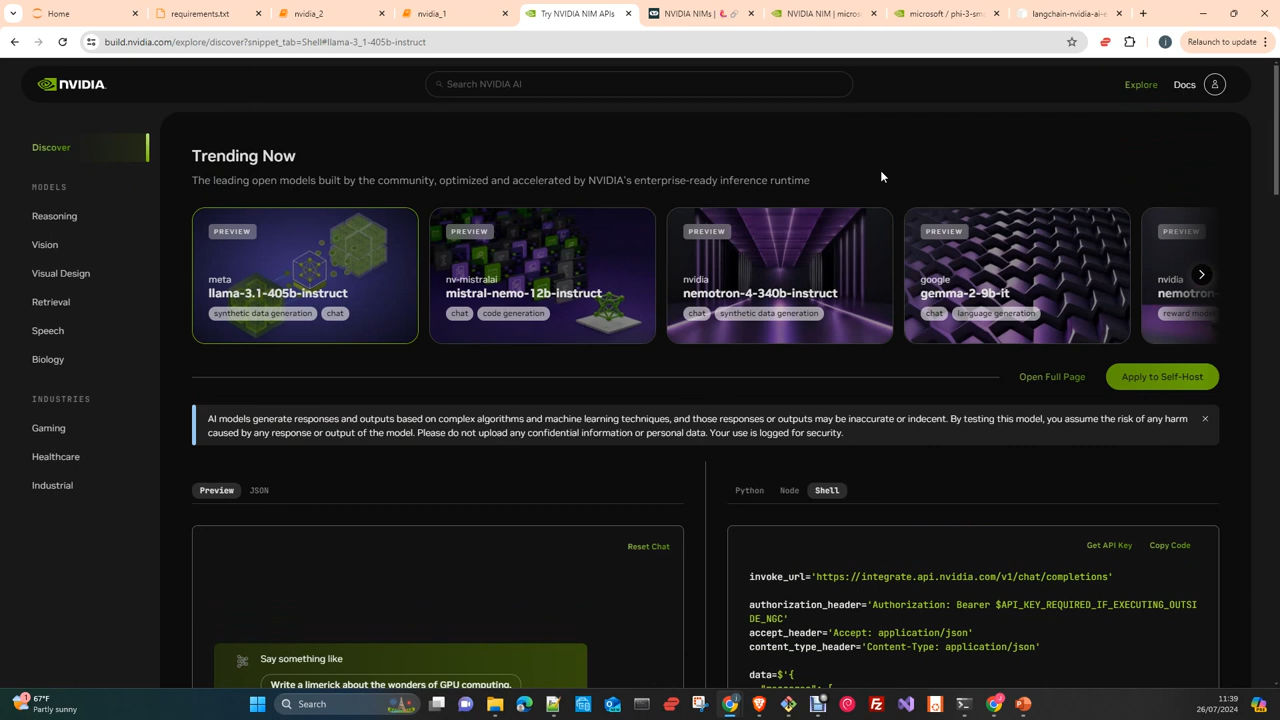 Home
requirements.txt
nvidia_2
nvidia_1
Try NVIDIA NIM APIs
NVIDIA NIMs |
NVIDIA NIM | micros
microsoft / phi-3-sma
langchain-nvidia-ai-e
build.nvidia.com/explore/discover?snippet_tab=Shell#llama-3_1-405b-instruct
Relaunch to update
NVIDIA
Search NVIDIA AI
Explore
Docs
Discover
MODELS
Reasoning
Vision
Visual Design
Retrieval
Speech
Biology
INDUSTRIES
Gaming
Healthcare
Industrial
Trending Now
The leading open models built by the community, optimized and accelerated by NVIDIA's enterprise-ready inference runtime
PREVIEW
meta
llama-3.1-405b-instruct
synthetic data generation
chat
PREVIEW
nv-mistralai
mistral-nemo-12b-instruct
chat
code generation
PREVIEW
nvidia
nemotron-4-340b-instruct
chat
synthetic data generation
PREVIEW
google
gemma-2-9b-it
chat
language generation
PREVIEW
nvidia
nemotron-
reward mode
Open Full Page
Apply to Self-Host
AI models generate responses and outputs based on complex algorithms and machine learning techniques, and those responses or outputs may be inaccurate or indecent. By testing this model, you assume the risk of any harm
caused by any response or output of the model. Please do not upload any confidential information or personal data. Your use is logged for security.
Preview
JSON
Reset Chat
Say something like
Write a limerick about the wonders of GPU computing.
Python
Node
Shell
Get API Key
Copy Code
invoke_url='https://integrate.api.nvidia.com/v1/chat/completions'
authorization_header='Authorization: Bearer $API_KEY_REQUIRED_IF_EXECUTING_OUTSI
DE_NGC'
accept_header='Accept: application/json'
content_type_header='Content-Type: application/json'
data=$'{
67°F
Partly sunny
Search
11:39
26/07/2024